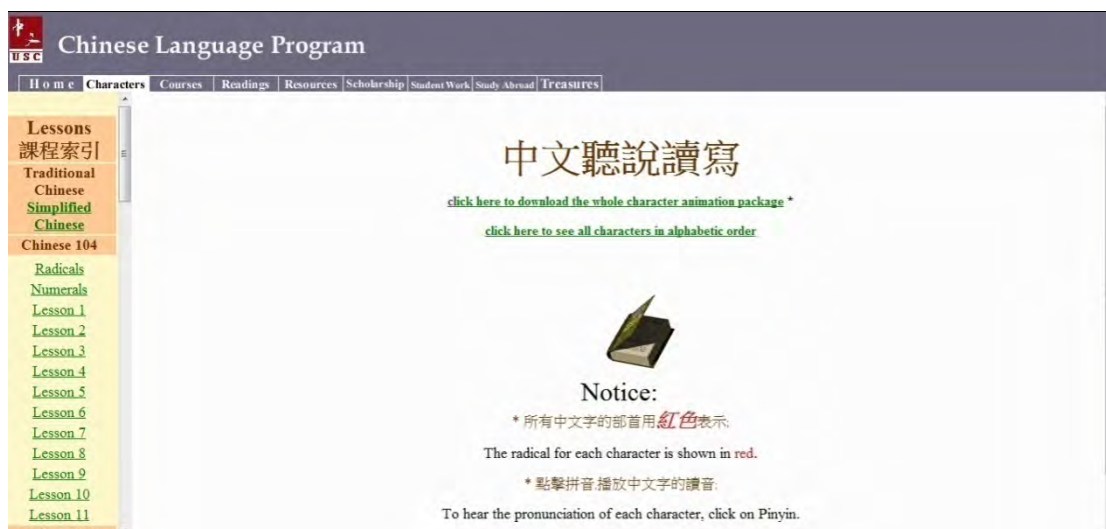 中文
USC
Chinese Language Program
Home Characters Courses Readings Resources Scholarship Student Work Study Abroad Treasures
Lessons
課程索引
Traditional
Chinese
Simplified
Chinese
Chinese 104
Radicals
Numerals
Lesson 1
Lesson 2
Lesson 3
Lesson 4
Lesson 5
Lesson 6
Lesson 7
Lesson 8
Lesson 9
Lesson 10
Lesson 11
中文聽說讀寫
click here to download the whole character animation package *
click here to see all characters in alphabetic order
Notice:
* 所有中文字的部首用紅色表示;
The radical for each character is shown in red.
* 點擊拼音,播放中文字的讀音;
To hear the pronunciation of each character, click on Pinyin.